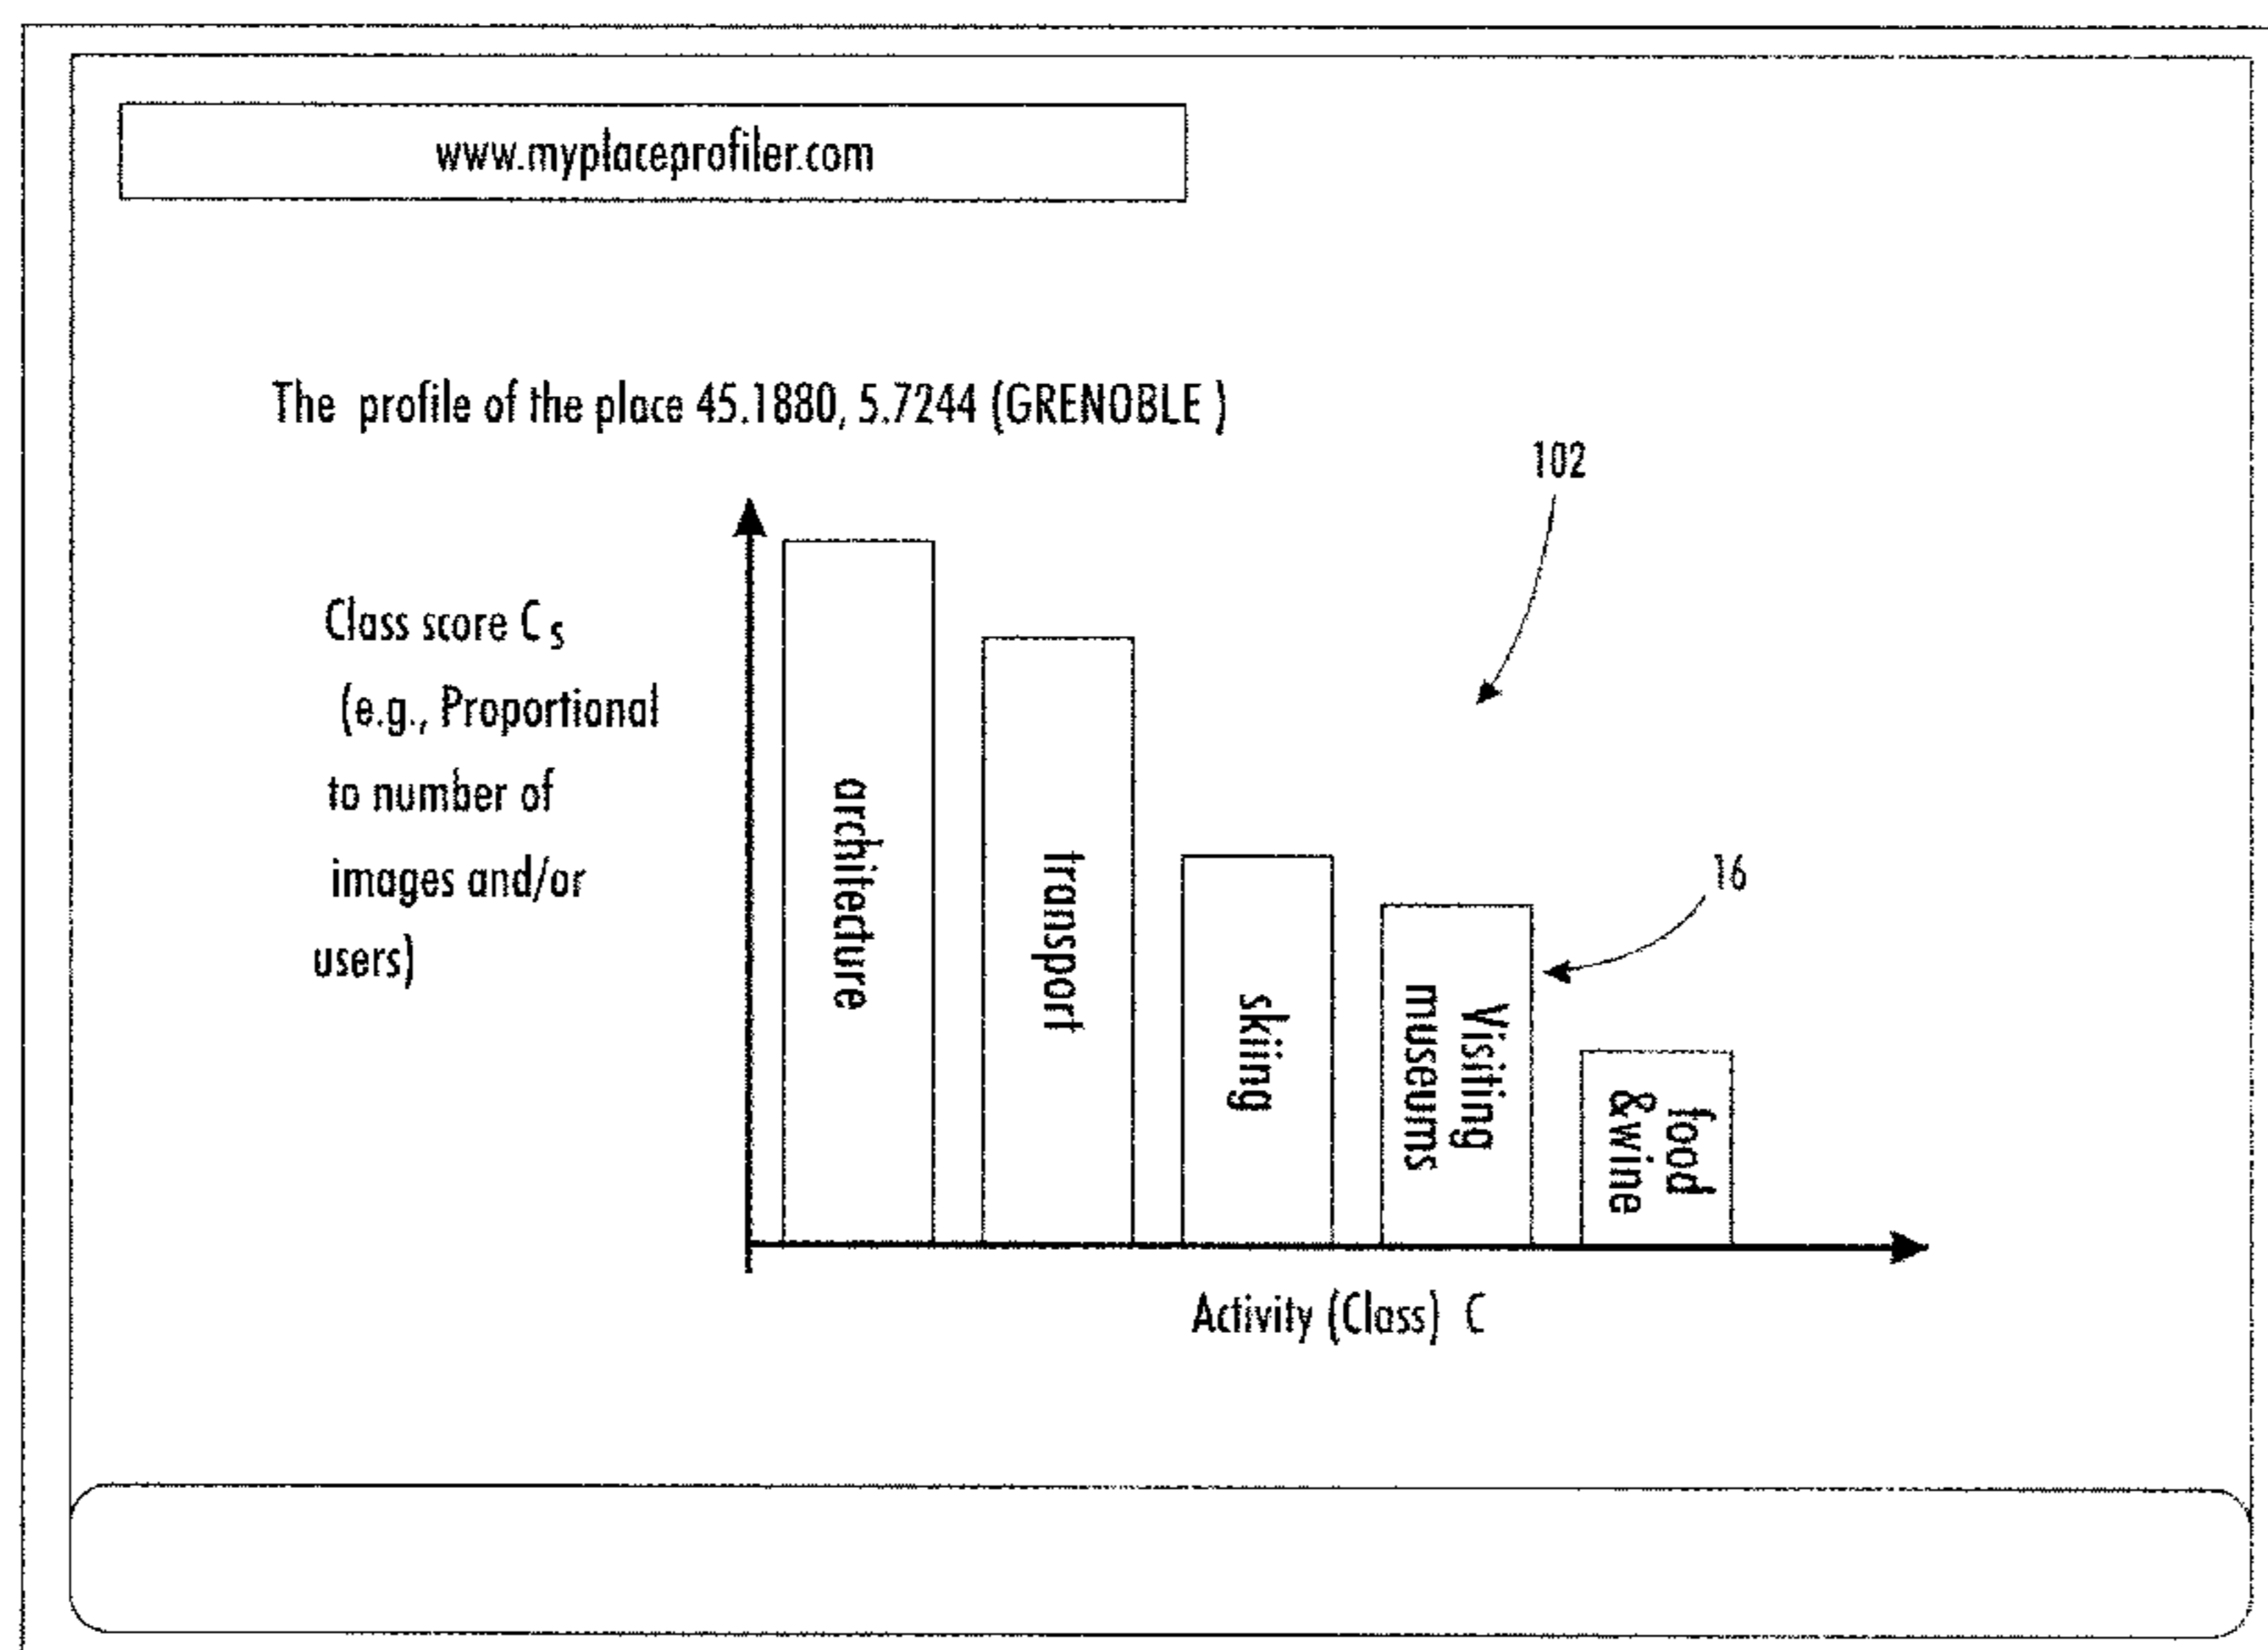 www.myplaceprofiler.com
The profile of the place 45.1880, 5.7244 (GRENOBLE )
102
Class score Cs
(e.g., Proportional
to number of
images and/or
users)
architecture
transport
skiing
Visiting
museums
16
food
&wine
Activity (Class) C